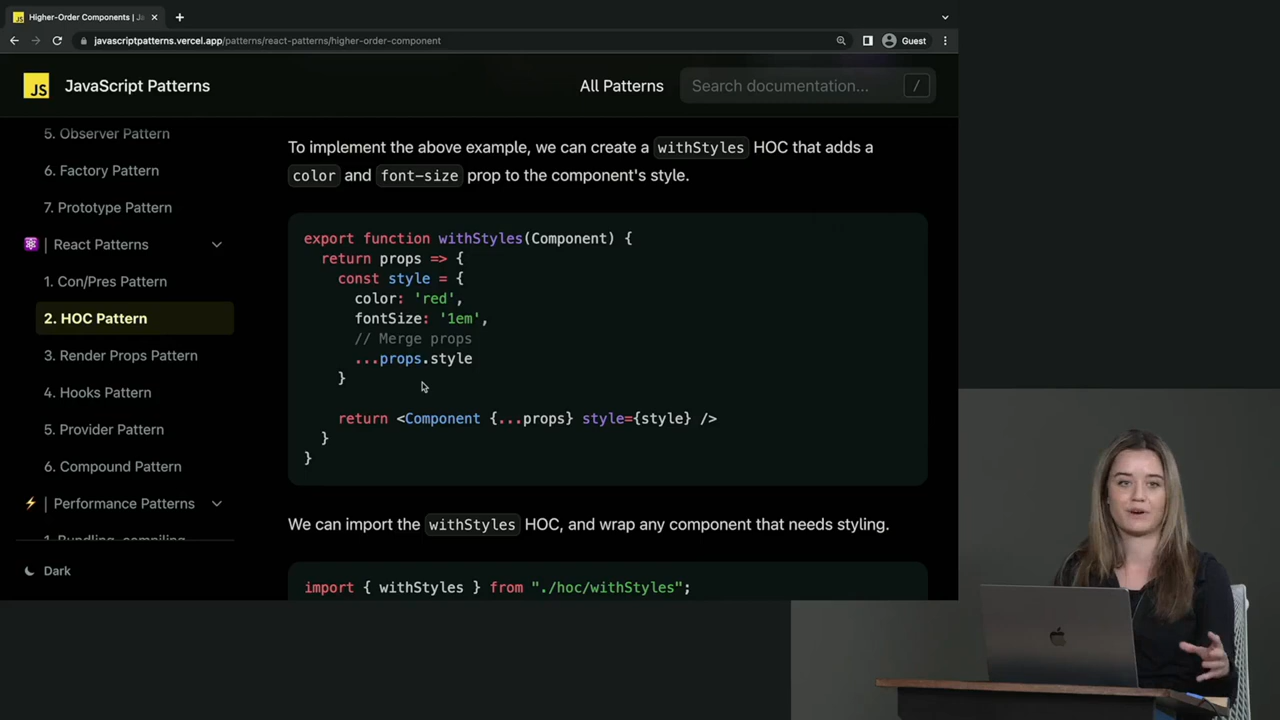 Higher-Order Components | Ja
javascriptpatterns.vercel.app/patterns/react-patterns/higher-order-component
Guest
JS
JavaScript Patterns
All Patterns
Search documentation...
/
5. Observer Pattern
6. Factory Pattern
7. Prototype Pattern
| React Patterns
1. Con/Pres Pattern
2. HOC Pattern
3. Render Props Pattern
4. Hooks Pattern
5. Provider Pattern
6. Compound Pattern
| Performance Patterns
1. Bundling, compiling,
Dark
To implement the above example, we can create a withStyles HOC that adds a
color and font-size prop to the component's style.
export function withStyles(Component) {
return props => {
const style = {
color: 'red',
fontSize: '1em',
// Merge props
...props.style
}
return <Component {...props} style={style} />
}
}
We can import the withStyles HOC, and wrap any component that needs styling.
import { withStyles } from "./hoc/withStyles";